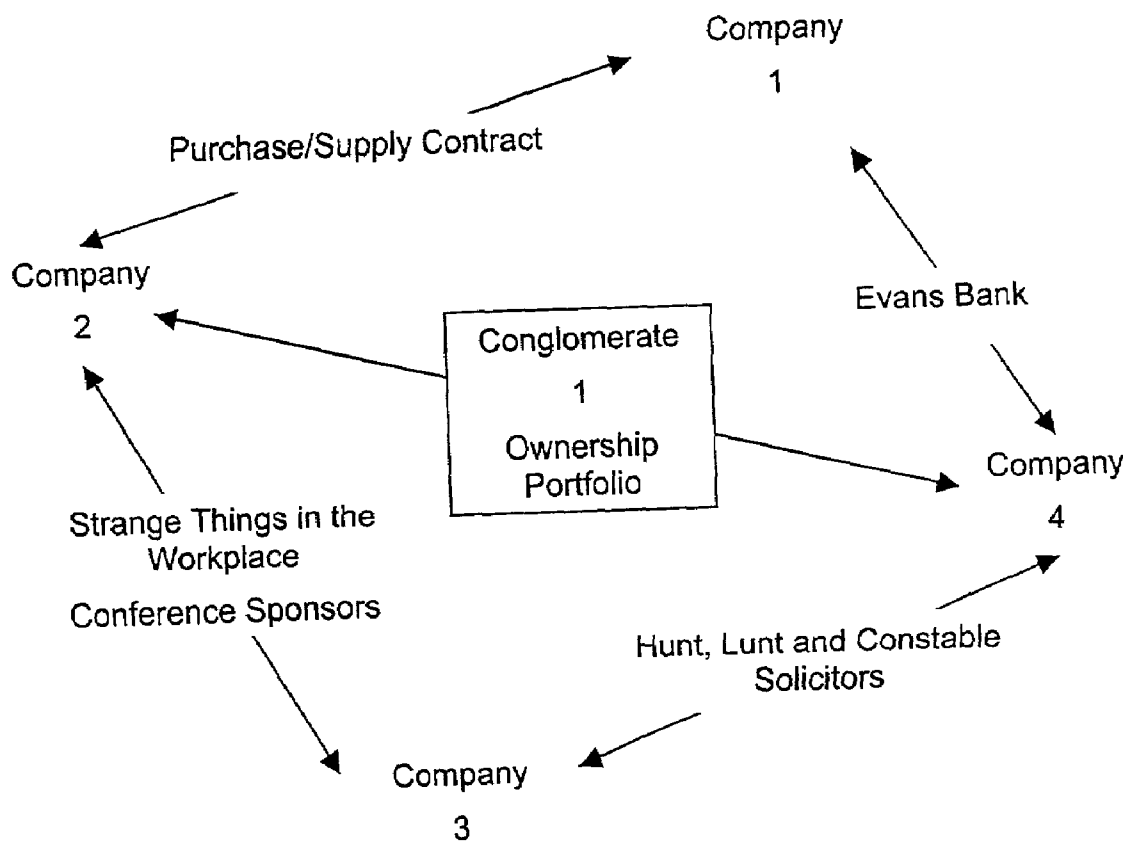 Company
1
Purchase/Supply Contract
Company
2
Evans Bank
Conglomerate
1
Ownership
Portfolio
Company
4
Strange Things in the
Workplace
Conference Sponsors
Hunt, Lunt and Constable
Solicitors
Company
3